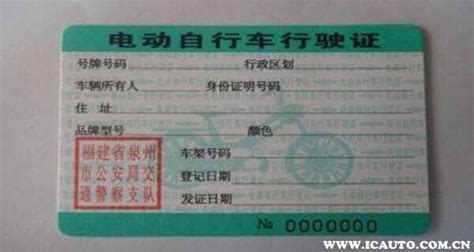 电动自行车行驶证
号牌号码 行政区划
车辆所有人 身份证明号码
住 址
品牌型号 颜色
福建省泉州
市公安局交
通警察支队
车架号码
登记日期
发证日期
№ 0000000
www.ICAUTO.com.cn